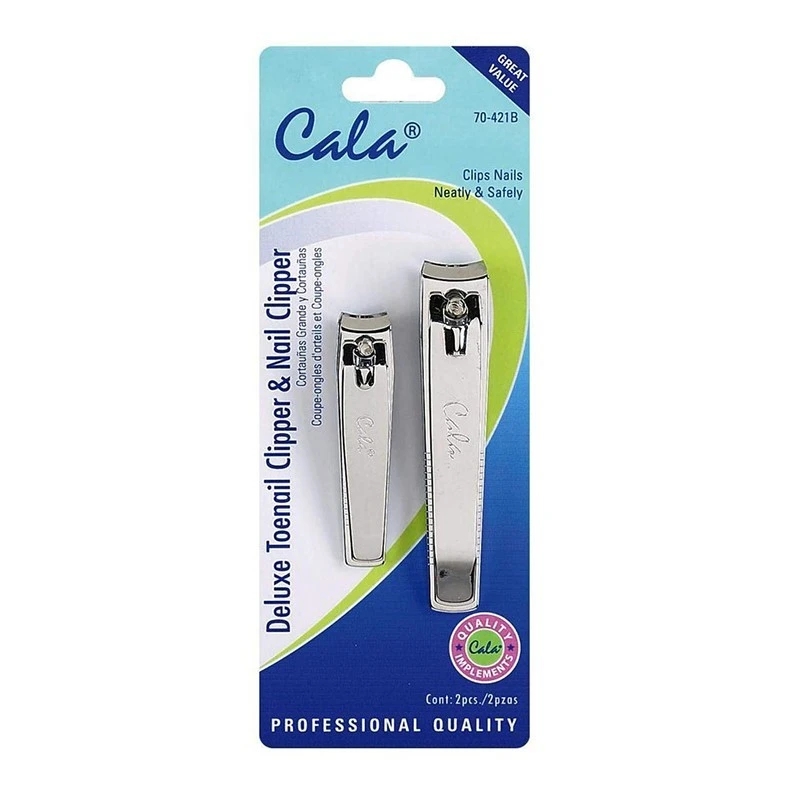 GREAT
VALUE
70-421B
Cala®
Clips Nails
Neatly & Safely
Deluxe Toenail Clipper & Nail Clipper
Cortauñas Grande y Cortauñas
Coupe-ongles d'orteils et Coupe-ongles
Cala®
Cala
QUALITY
Cala®
IMPLEMENTS
Cont: 2pcs./2pzas
PROFESSIONAL QUALITY